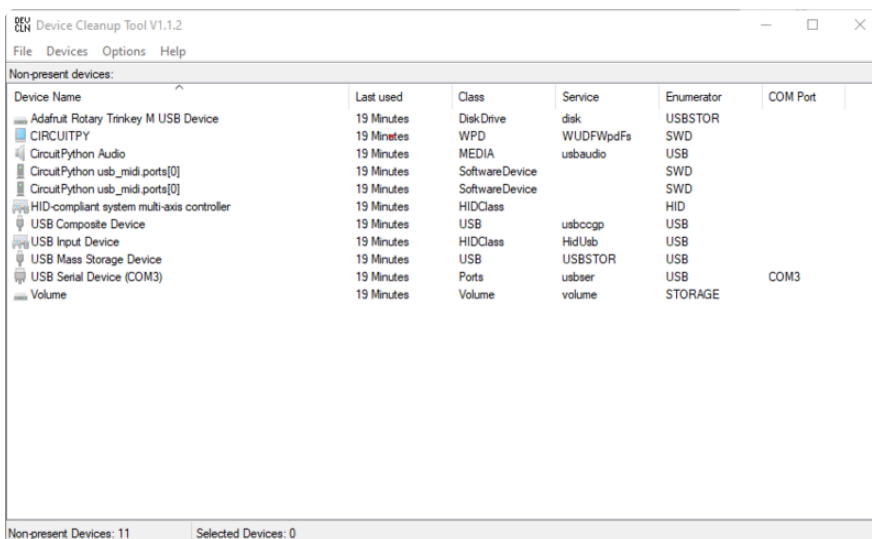 DEV CLN Device Cleanup Tool V1.1.2
File Devices Options Help
Non-present devices:
Device Name Last used Class Service Enumerator COM Port
Adafruit Rotary Trinkey M USB Device 19 Minutes DiskDrive disk USBSTOR
CIRCUITPY 19 Minutes WPD WUDFWpdFs SWD
CircuitPython Audio 19 Minutes MEDIA usbaudio USB
CircuitPython usb_midi.ports[0] 19 Minutes SoftwareDevice SWD
CircuitPython usb_midi.ports[0] 19 Minutes SoftwareDevice SWD
HID-compliant system multi-axis controller 19 Minutes HIDClass HID
USB Composite Device 19 Minutes USB usbccgp USB
USB Input Device 19 Minutes HIDClass HidUsb USB
USB Mass Storage Device 19 Minutes USB USBSTOR USB
USB Serial Device (COM3) 19 Minutes Ports usbser USB COM3
Volume 19 Minutes Volume volume STORAGE
Non-present Devices: 11 Selected Devices: 0